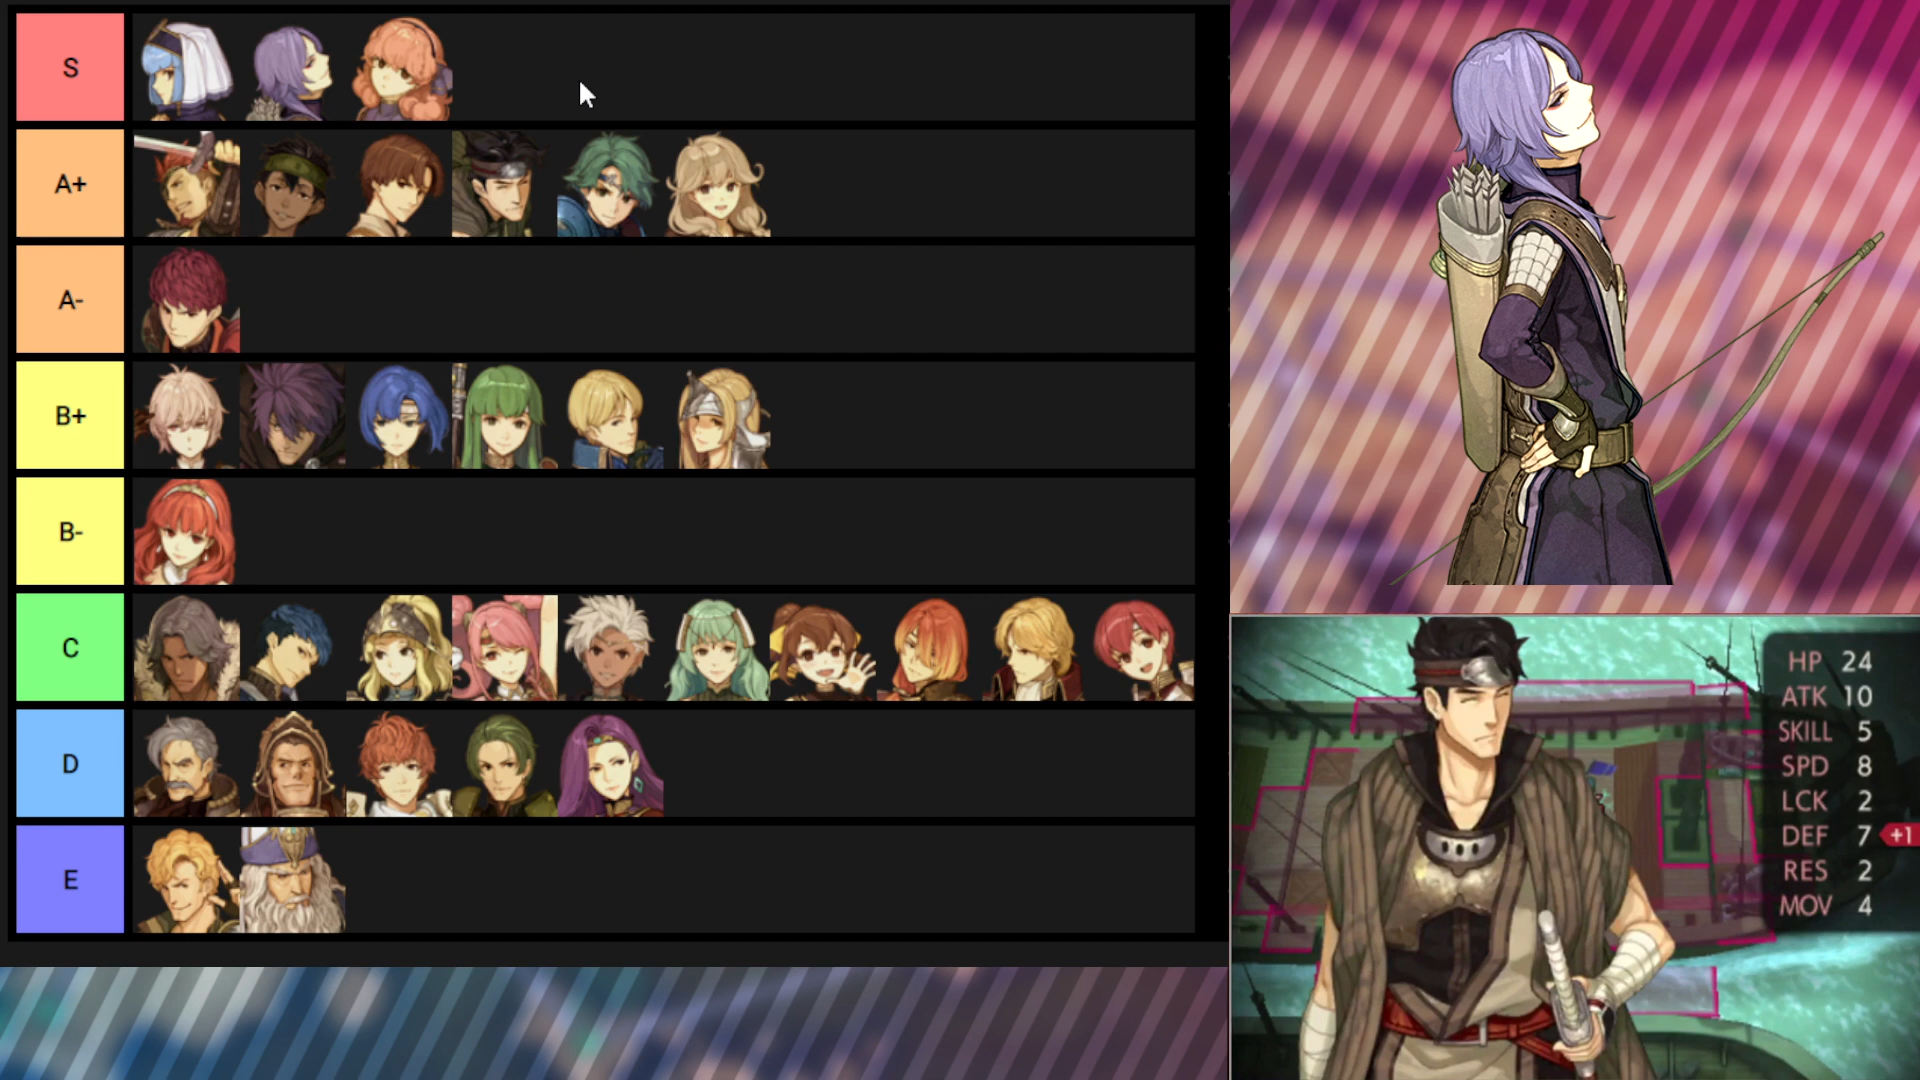 S
A+
A-
B+
B-
C
D
E
HP 24
ATK 10
SKILL 5
SPD 8
LCK 2
DEF 7 +1
RES 2
MOV 4